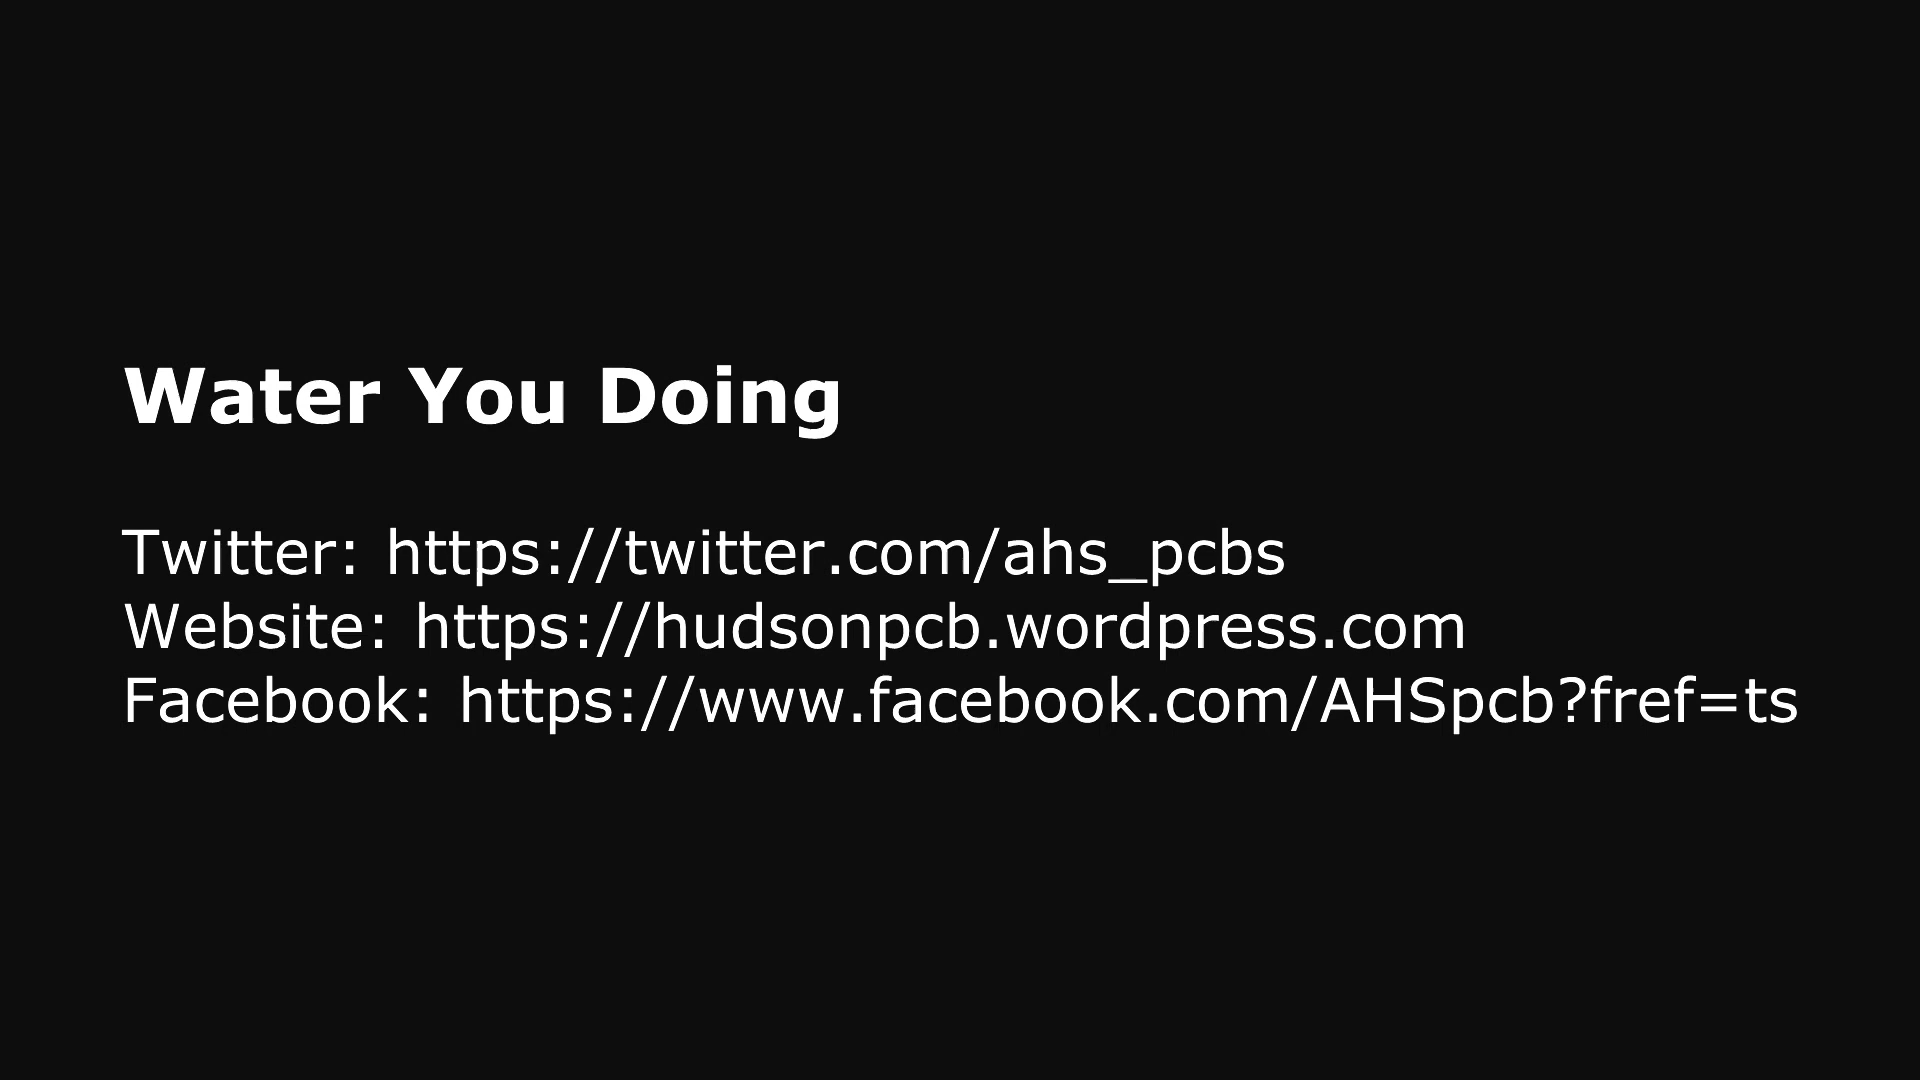 Water You Doing
Twitter: https://twitter.com/ahs_pcbs
Website: https://hudsonpcb.wordpress.com
Facebook: https://www.facebook.com/AHSpcb?fref=ts